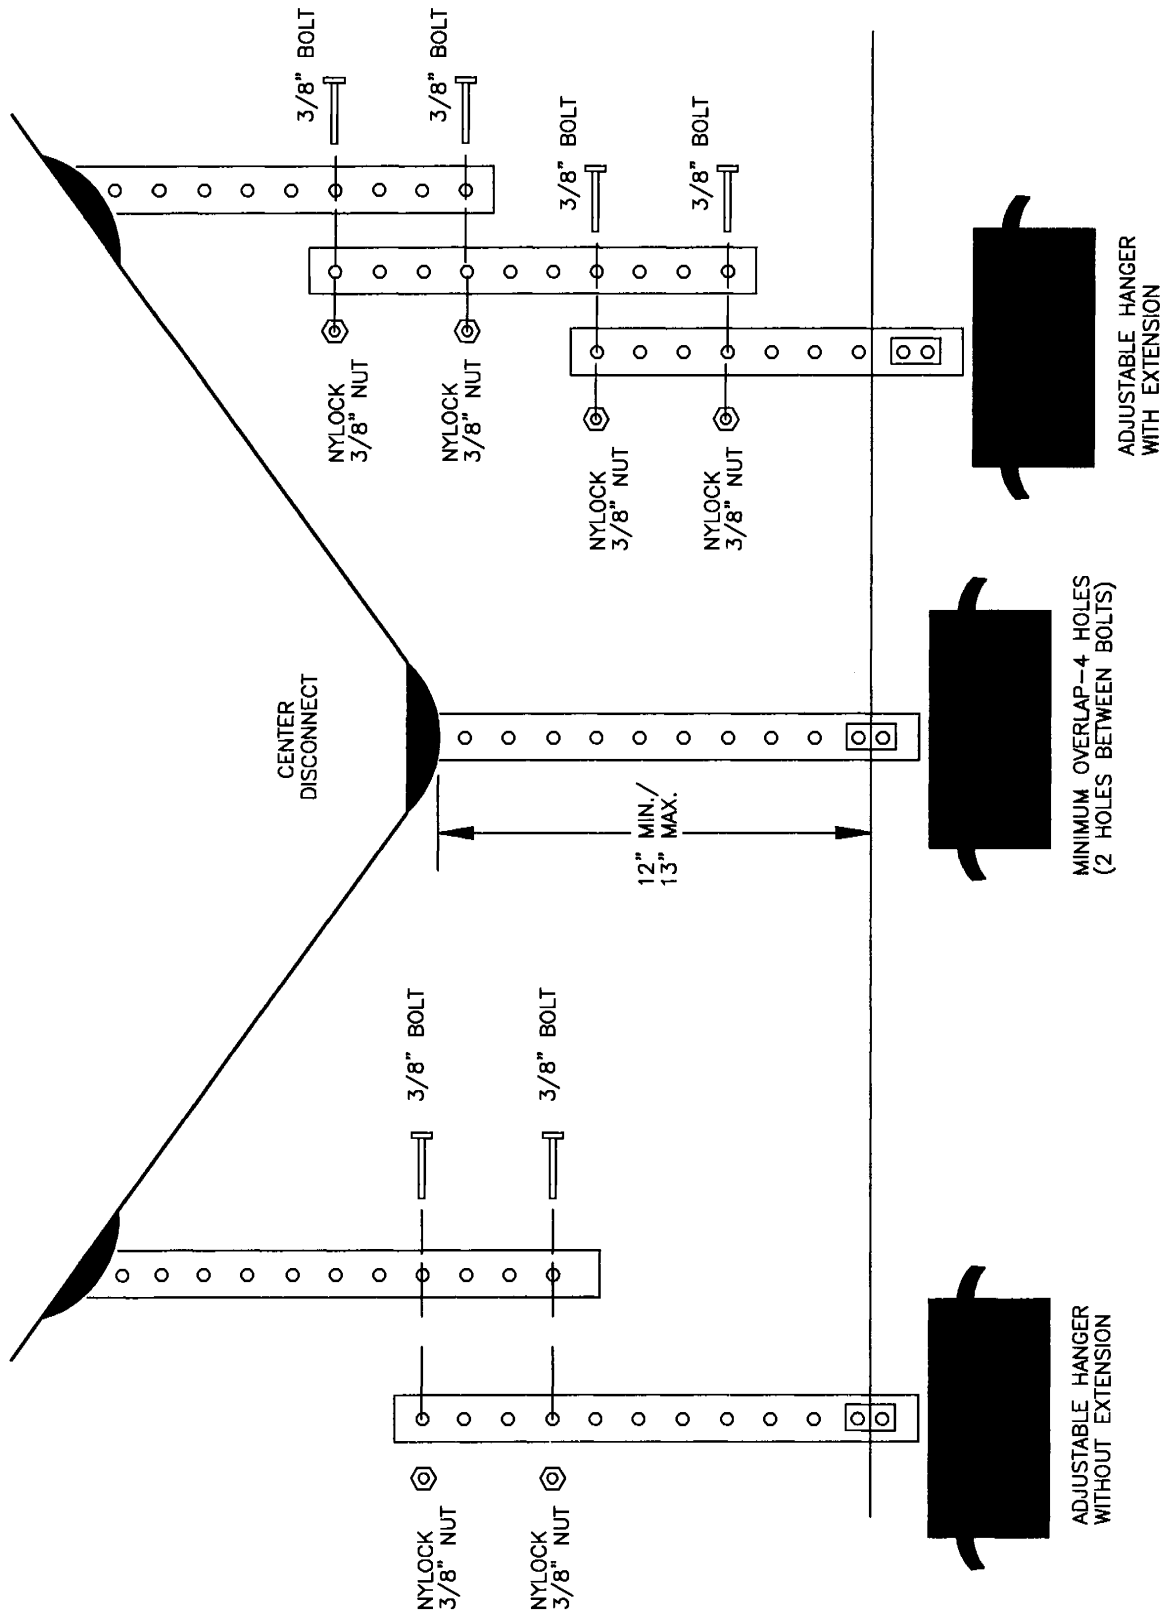 NYLOCK
3/8" NUT
NYLOCK
3/8" NUT
3/8" BOLT
3/8" BOLT
ADJUSTABLE HANGER
WITHOUT EXTENSION
CENTER
DISCONNECT
12" MIN./
13" MAX.
MINIMUM OVERLAP-4 HOLES
(2 HOLES BETWEEN BOLTS)
3/8" BOLT
3/8" BOLT
NYLOCK
3/8" NUT
NYLOCK
3/8" NUT
3/8" BOLT
3/8" BOLT
NYLOCK
3/8" NUT
NYLOCK
3/8" NUT
ADJUSTABLE HANGER
WITH EXTENSION